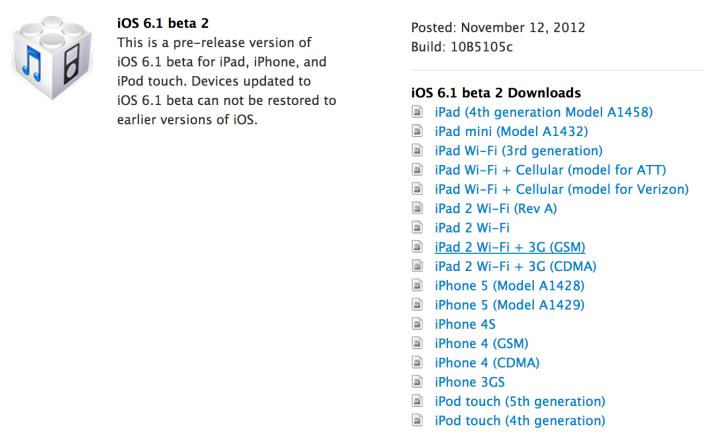 iOS 6.1 beta 2
This is a pre-release version of
iOS 6.1 beta for iPad, iPhone, and
iPod touch. Devices updated to
iOS 6.1 beta can not be restored to
earlier versions of iOS.
Posted: November 12, 2012
Build: 10B5105c
iOS 6.1 beta 2 Downloads
iPad (4th generation Model A1458)
iPad mini (Model A1432)
iPad Wi-Fi (3rd generation)
iPad Wi-Fi + Cellular (model for ATT)
iPad Wi-Fi + Cellular (model for Verizon)
iPad 2 Wi-Fi (Rev A)
iPad 2 Wi-Fi
iPad 2 Wi-Fi + 3G (GSM)
iPad 2 Wi-Fi + 3G (CDMA)
iPhone 5 (Model A1428)
iPhone 5 (Model A1429)
iPhone 4S
iPhone 4 (GSM)
iPhone 4 (CDMA)
iPhone 3GS
iPod touch (5th generation)
iPod touch (4th generation)